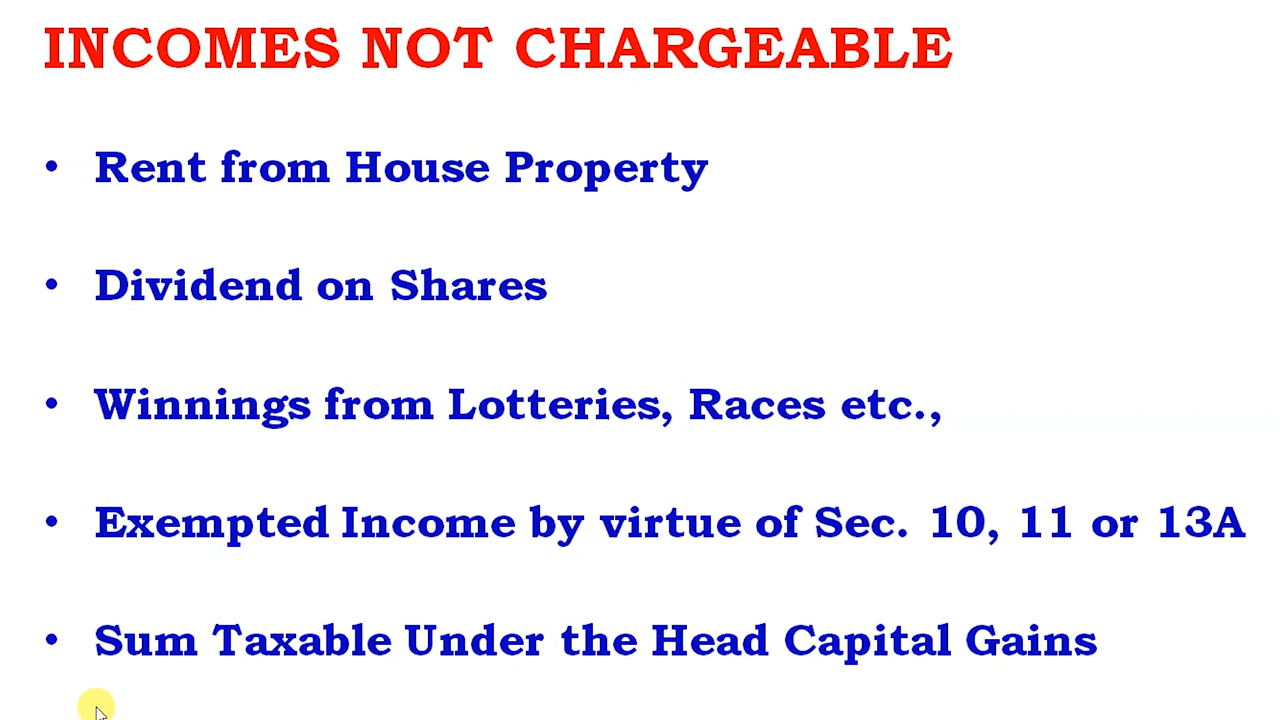 INCOMES NOT CHARGEABLE
• Rent from House Property
• Dividend on Shares
• Winnings from Lotteries, Races etc.,
• Exempted Income by virtue of Sec. 10, 11 or 13A
• Sum Taxable Under the Head Capital Gains